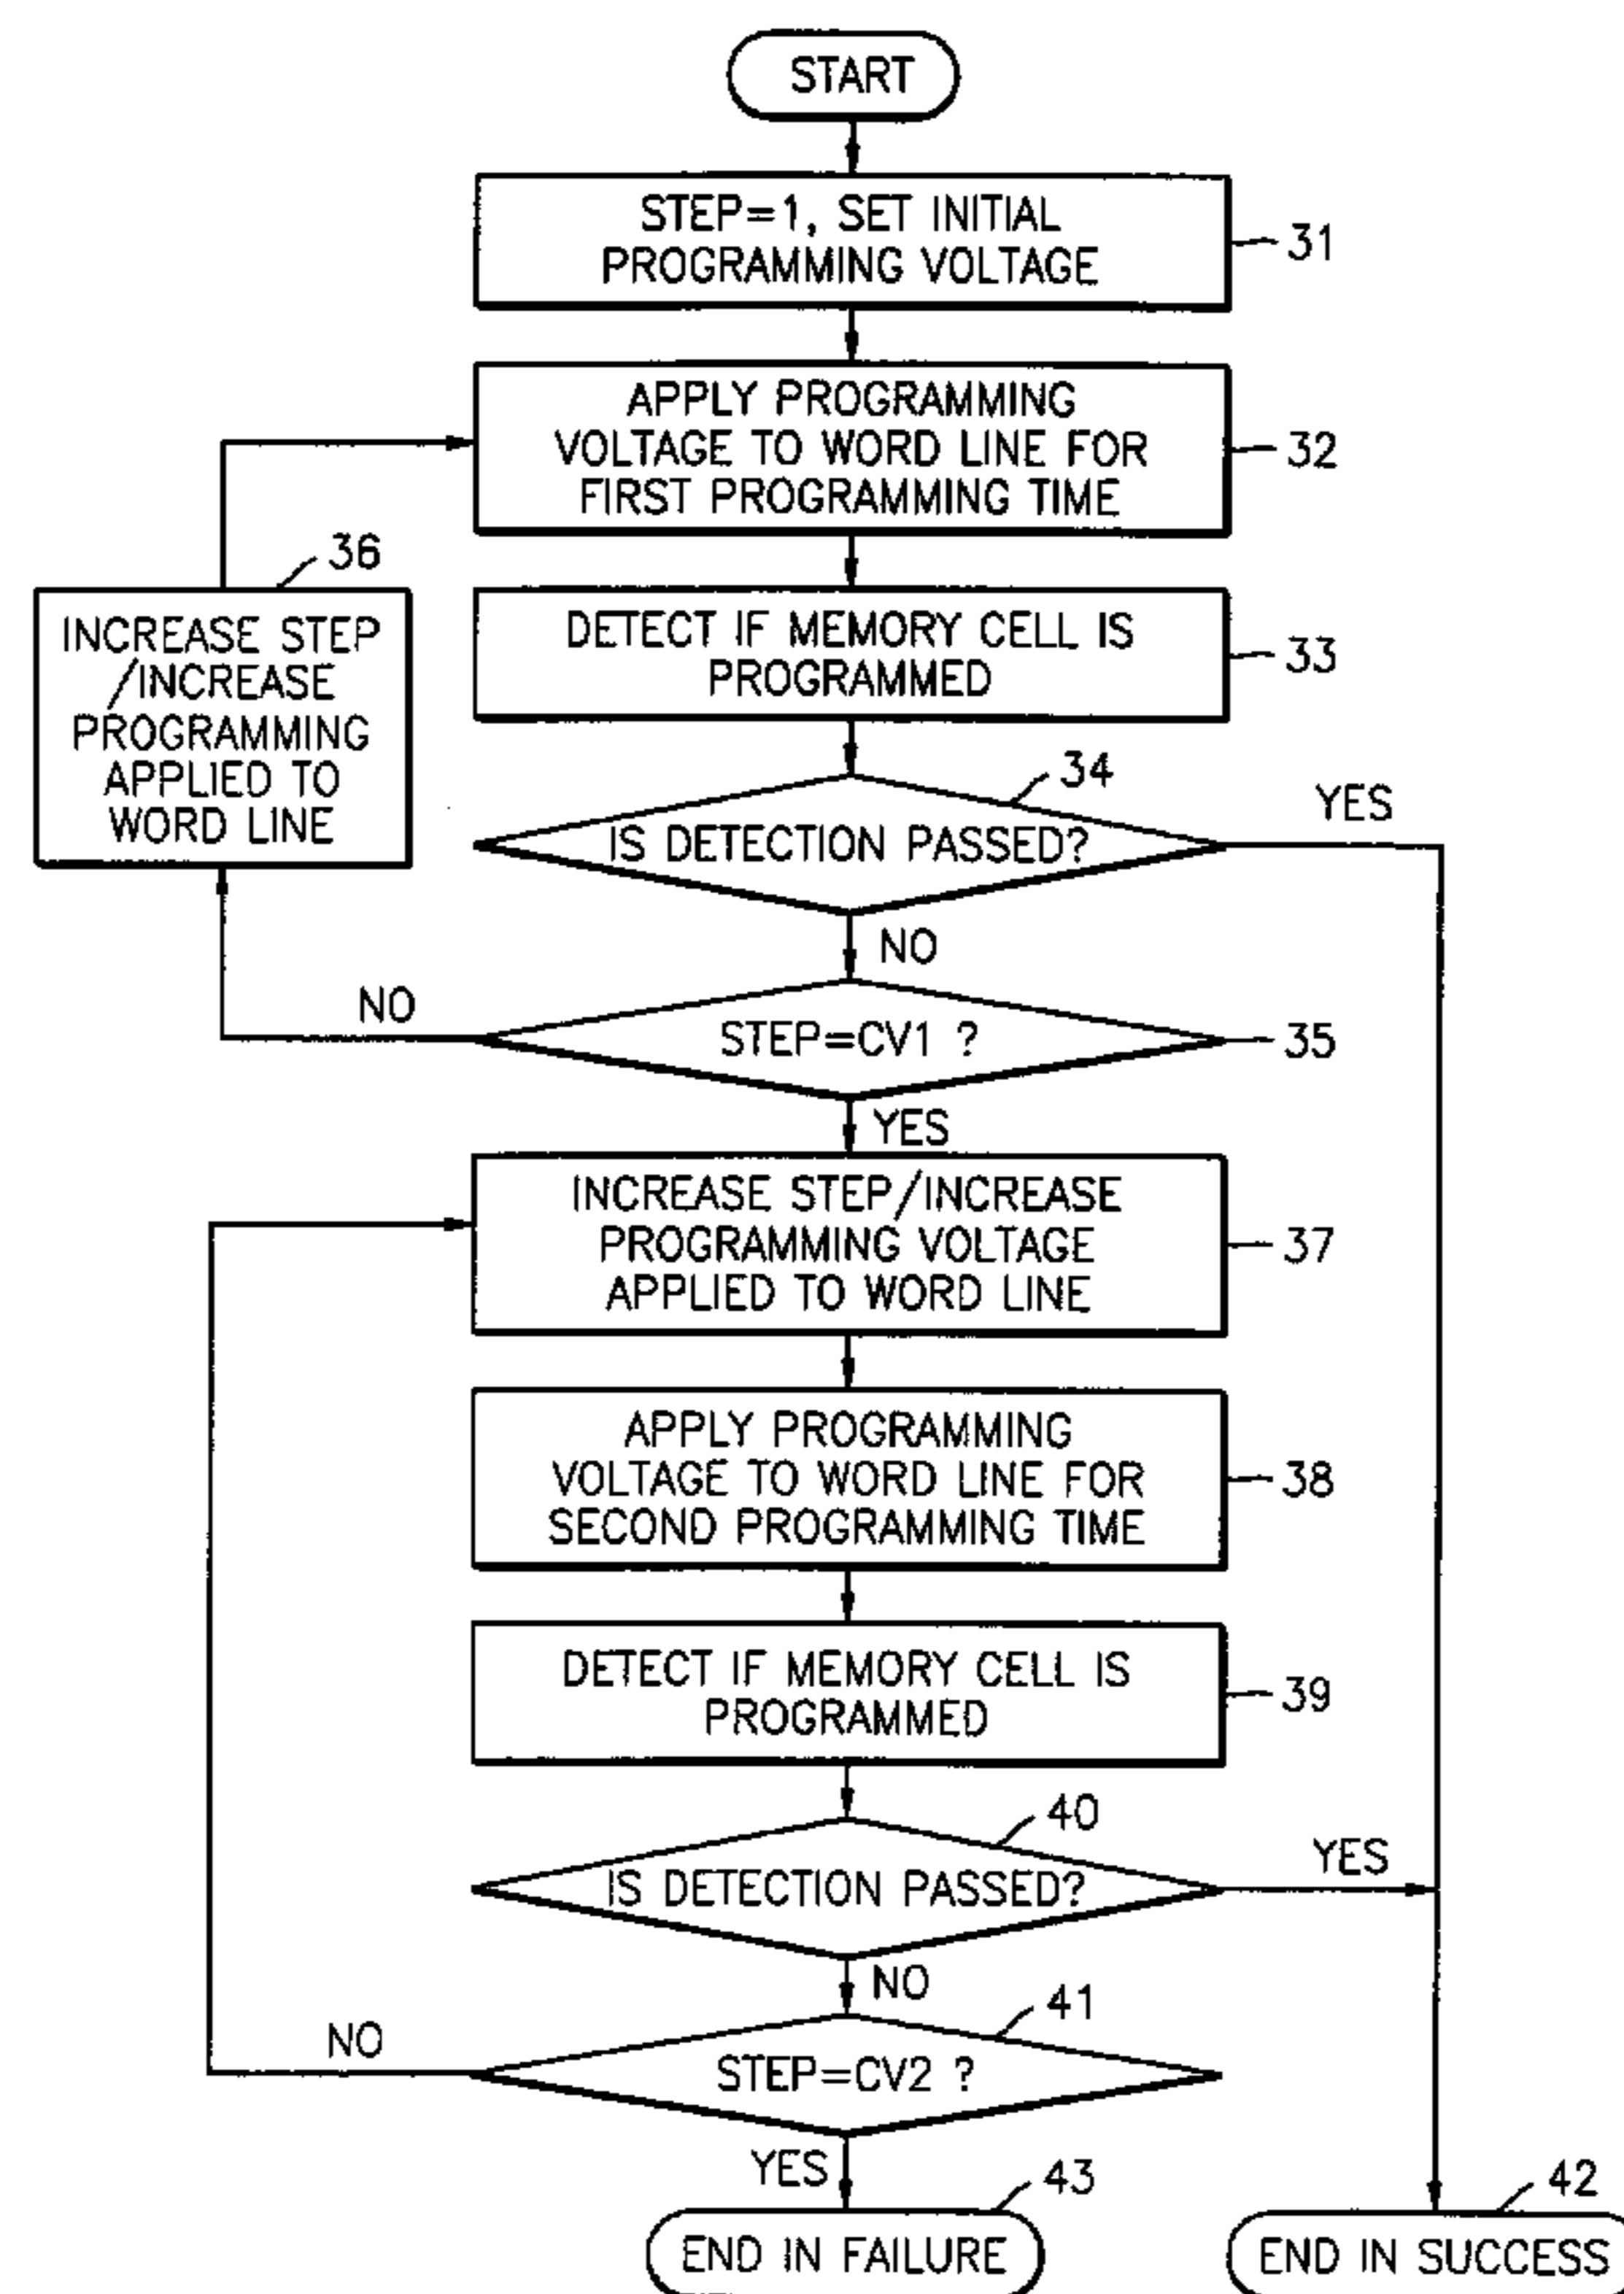 START
STEP=1, SET INITIAL
PROGRAMMING VOLTAGE
31
APPLY PROGRAMMING
VOLTAGE TO WORD LINE FOR
FIRST PROGRAMMING TIME
32
36
INCREASE STEP
/INCREASE
PROGRAMMING
APPLIED TO
WORD LINE
DETECT IF MEMORY CELL IS
PROGRAMMED
33
34
IS DETECTION PASSED?
YES
NO
STEP=CV1 ?
35
NO
YES
INCREASE STEP/INCREASE
PROGRAMMING VOLTAGE
APPLIED TO WORD LINE
37
APPLY PROGRAMMING
VOLTAGE TO WORD LINE FOR
SECOND PROGRAMMING TIME
38
DETECT IF MEMORY CELL IS
PROGRAMMED
39
40
IS DETECTION PASSED?
YES
NO
41
STEP=CV2 ?
NO
YES
43
END IN FAILURE
42
END IN SUCCESS